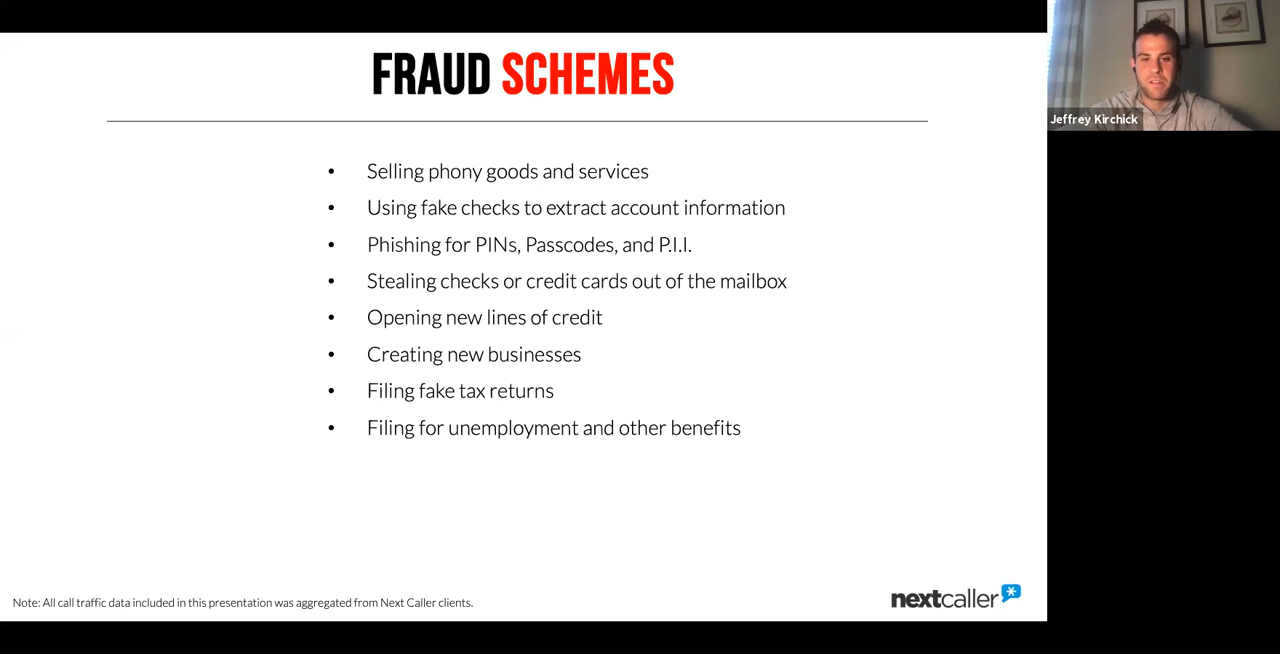 FRAUD SCHEMES
• Selling phony goods and services
• Using fake checks to extract account information
• Phishing for PINs, Passcodes, and P.I.I.
• Stealing checks or credit cards out of the mailbox
• Opening new lines of credit
• Creating new businesses
• Filing fake tax returns
• Filing for unemployment and other benefits
Note: All call traffic data included in this presentation was aggregated from Next Caller clients.
nextcaller
Jeffrey Kirchick